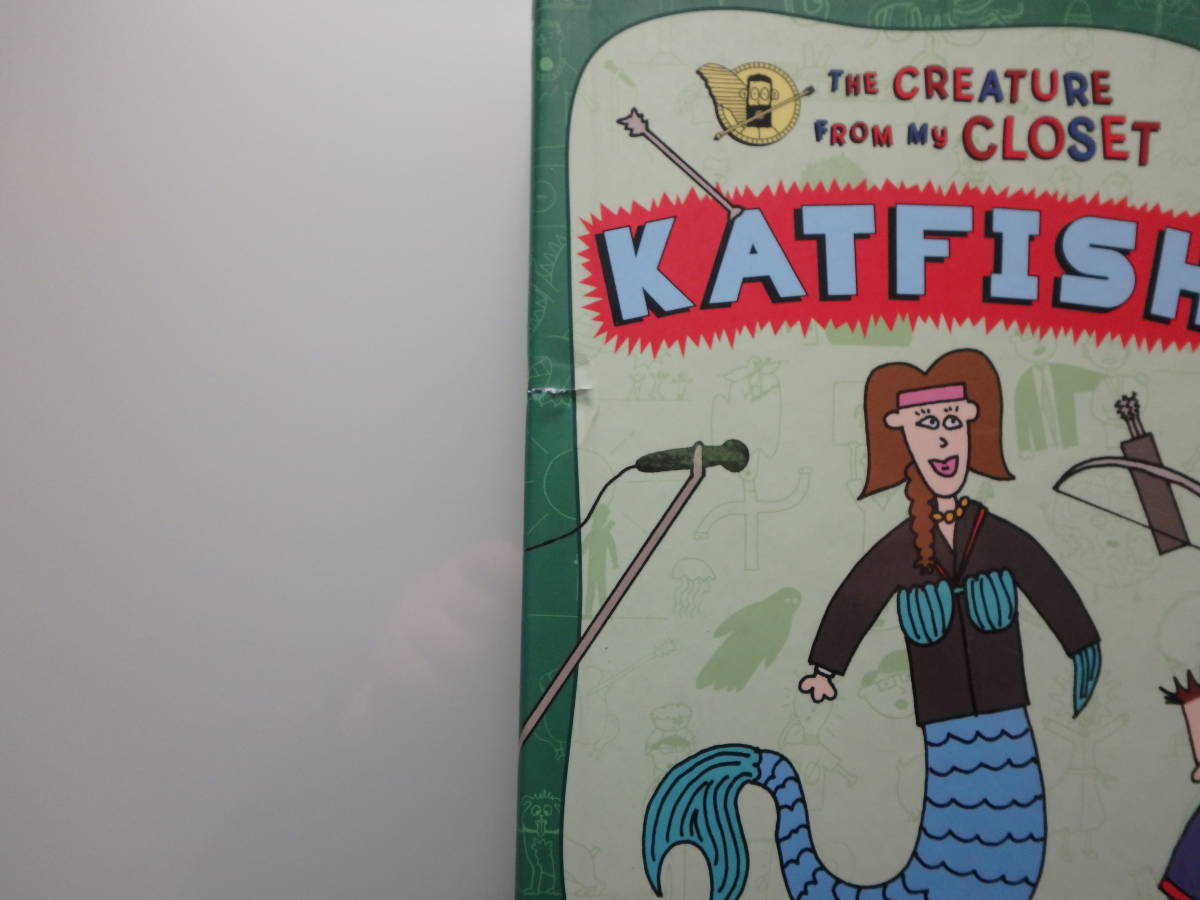 THE CREATURE
FROM MY CLOSET
KATFISH